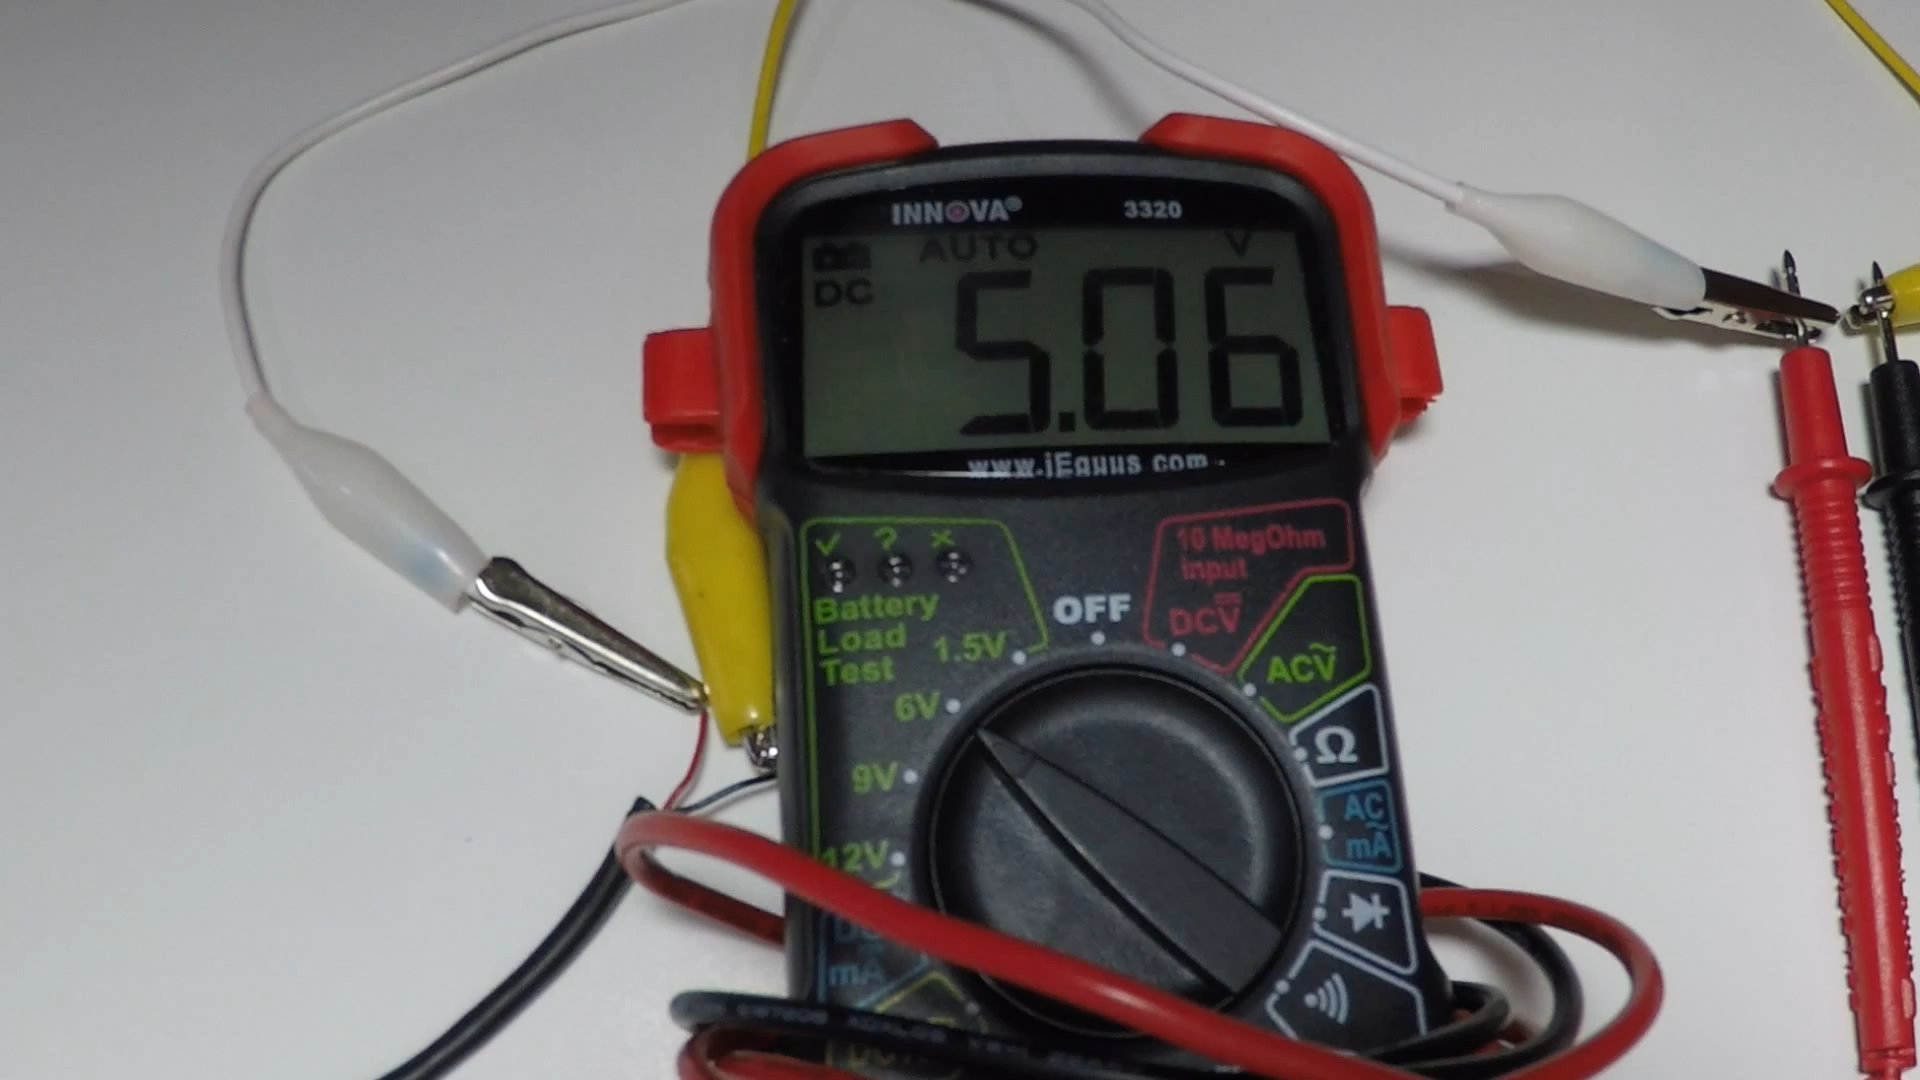 INNOVA® 3320
AUTO V
DC
5.06
www.iEquus.com
10 MegOhm
input
DCV
OFF
ACV
Battery
Load
Test
1.5V
6V
9V
12V
Ω
AC
mA
mA